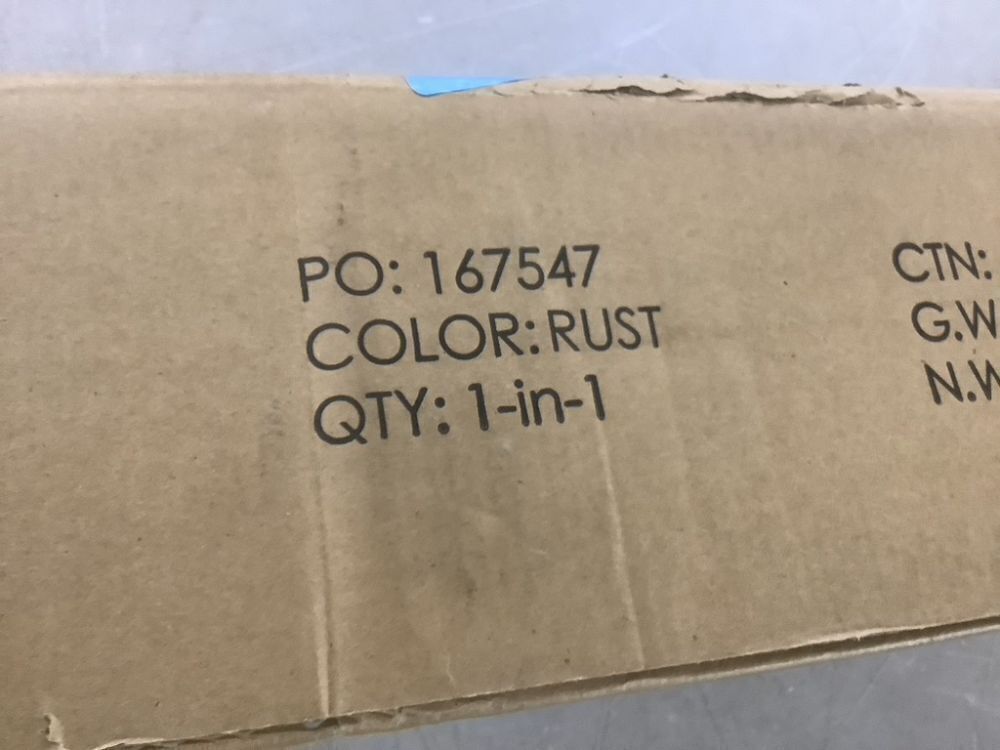 PO: 167547
COLOR: RUST
QTY: 1-in-1
CTN:
G.W
N.W